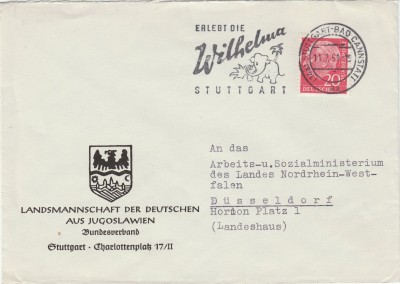 ERLEBT DIE
Wilhelma
STUTTGART
STUTTGART-BAD CANNSTATT
20
An das
Arbeits-u.Sozialministerium
des Landes Nordrhein-West-
falen
Düsseldorf
Horion Platz 1
(Landeshaus)
LANDSMANNSCHAFT DER DEUTSCHEN
AUS JUGOSLAWIEN
Bundesverband
Stuttgart - Charlottenplatz 17/II